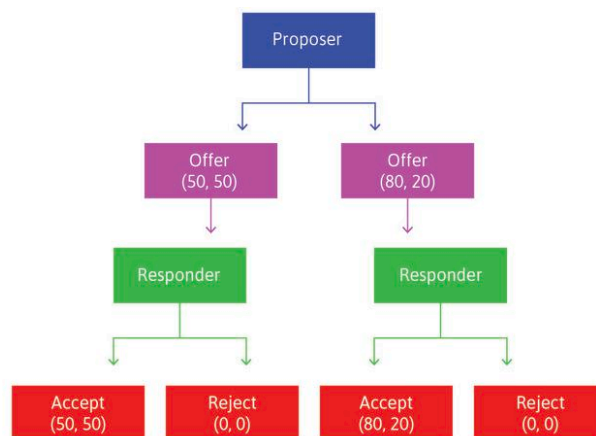 Proposer
Offer
(50, 50)
Offer
(80, 20)
Responder
Responder
Accept
(50, 50)
Reject
(0, 0)
Accept
(80, 20)
Reject
(0, 0)